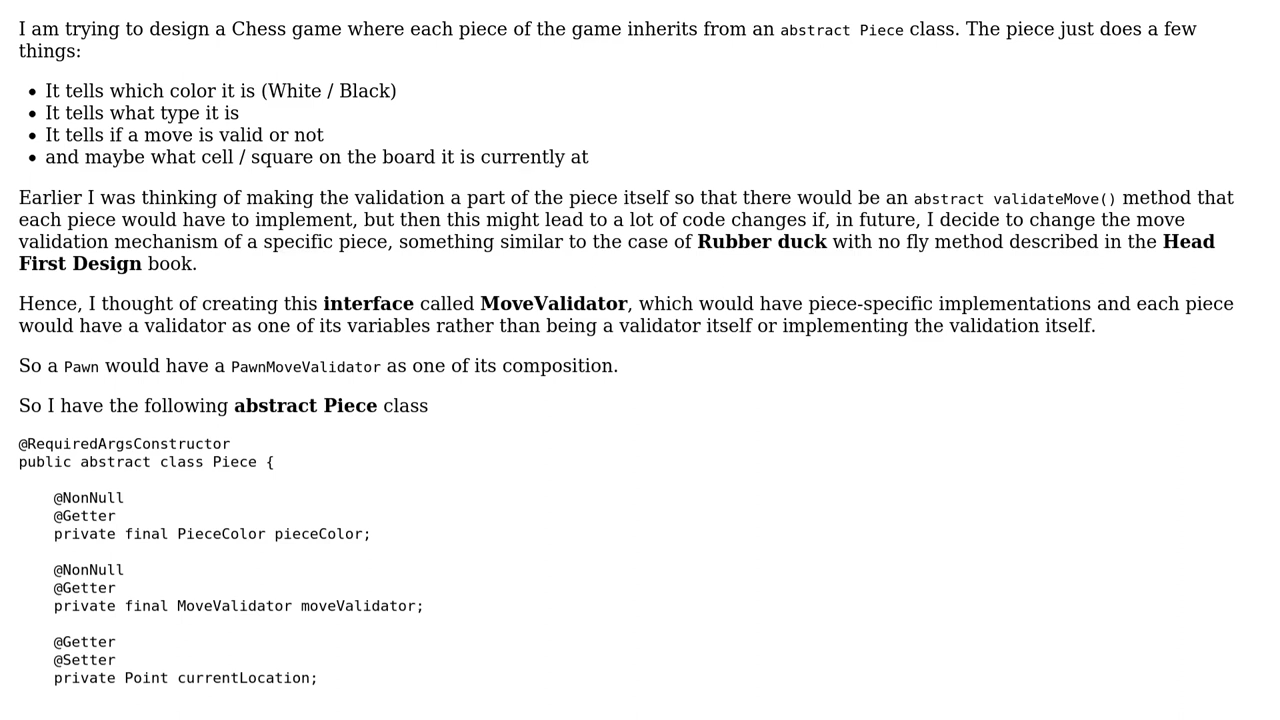 I am trying to design a Chess game where each piece of the game inherits from an abstract Piece class. The piece just does a few
things:
• It tells which color it is (White / Black)
• It tells what type it is
• It tells if a move is valid or not
• and maybe what cell / square on the board it is currently at
Earlier I was thinking of making the validation a part of the piece itself so that there would be an abstract validateMove() method that
each piece would have to implement, but then this might lead to a lot of code changes if, in future, I decide to change the move
validation mechanism of a specific piece, something similar to the case of Rubber duck with no fly method described in the Head
First Design book.
Hence, I thought of creating this interface called MoveValidator, which would have piece-specific implementations and each piece
would have a validator as one of its variables rather than being a validator itself or implementing the validation itself.
So a Pawn would have a PawnMoveValidator as one of its composition.
So I have the following abstract Piece class
@RequiredArgsConstructor
public abstract class Piece {
@NonNull
@Getter
private final PieceColor pieceColor;
@NonNull
@Getter
private final MoveValidator moveValidator;
@Getter
@Setter
private Point currentLocation;